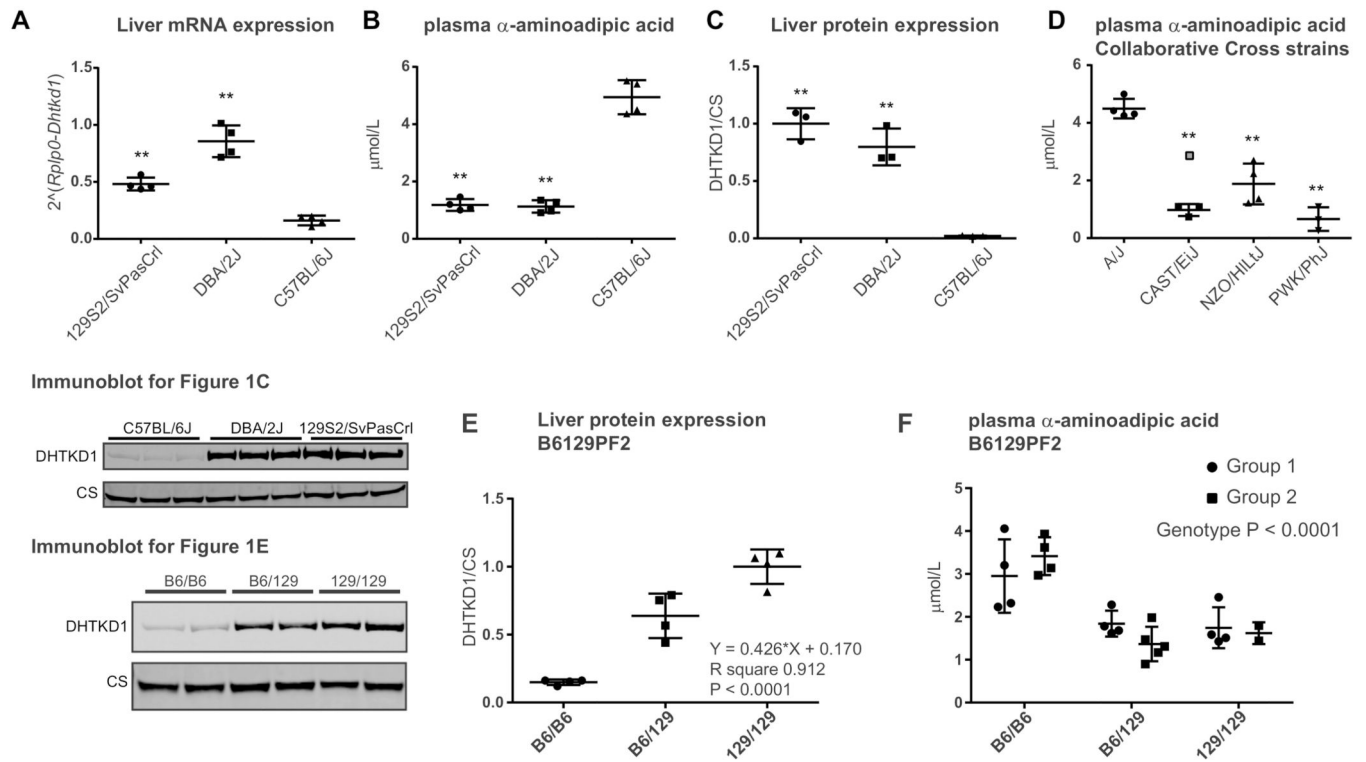 A
Liver mRNA expression
2^(Rplp0-Dhtkd1)
1.5
1.0
0.5
0.0
**
**
129S2/SvPasCrl
DBA/2J
C57BL/6J
B
plasma α-aminoadipic acid
μmol/L
6
4
2
0
**
**
129S2/SvPasCrl
DBA/2J
C57BL/6J
C
Liver protein expression
DHTKD1/CS
1.5
1.0
0.5
0.0
**
**
129S2/SvPasCrl
DBA/2J
C57BL/6J
D
plasma α-aminoadipic acid
Collaborative Cross strains
μmol/L
6
4
2
0
**
**
**
A/J
CAST/EiJ
NZO/HILtJ
PWK/PhJ
Immunoblot for Figure 1C
C57BL/6J DBA/2J 129S2/SvPasCrl
DHTKD1
CS
Immunoblot for Figure 1E
B6/B6 B6/129 129/129
DHTKD1
CS
E
Liver protein expression
B6129PF2
DHTKD1/CS
1.5
1.0
0.5
0.0
Y = 0.426*X + 0.170
R square 0.912
P < 0.0001
B6/B6
B6/129
129/129
F
plasma α-aminoadipic acid
B6129PF2
Group 1
Group 2
Genotype P < 0.0001
μmol/L
5
4
3
2
1
0
B6/B6
B6/129
129/129